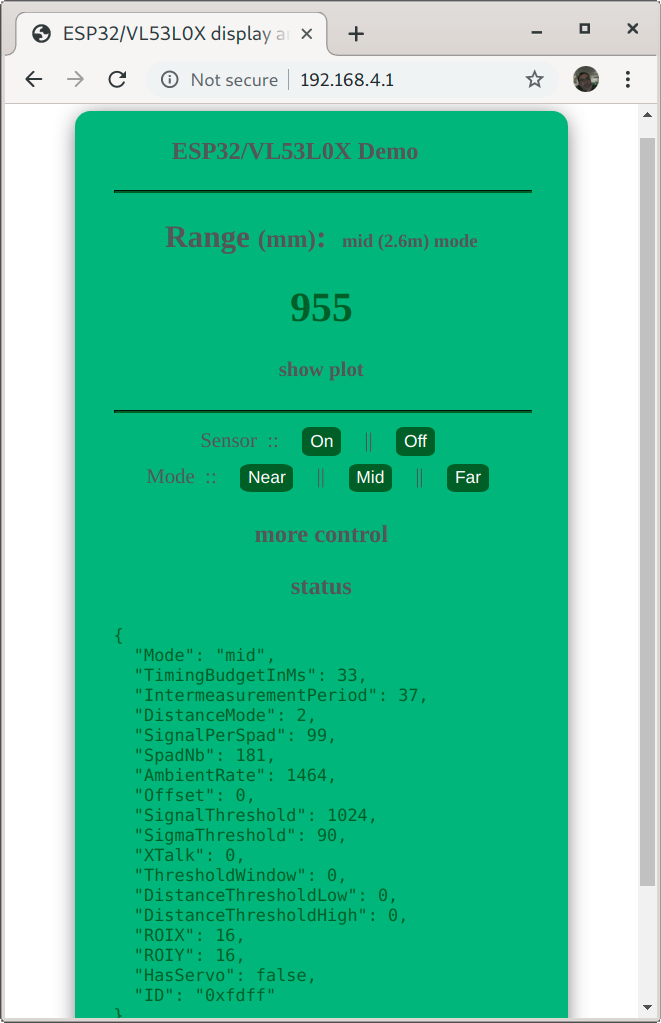 ESP32/VL53L0X display a
Not secure | 192.168.4.1
ESP32/VL53L0X Demo
Range (mm): mid (2.6m) mode
955
show plot
Sensor :: On || Off
Mode :: Near || Mid || Far
more control
status
{
"Mode": "mid",
"TimingBudgetInMs": 33,
"IntermeasurementPeriod": 37,
"DistanceMode": 2,
"SignalPerSpad": 99,
"SpadNb": 181,
"AmbientRate": 1464,
"Offset": 0,
"SignalThreshold": 1024,
"SigmaThreshold": 90,
"XTalk": 0,
"ThresholdWindow": 0,
"DistanceThresholdLow": 0,
"DistanceThresholdHigh": 0,
"ROIX": 16,
"ROIY": 16,
"HasServo": false,
"ID": "0xfdff"
}